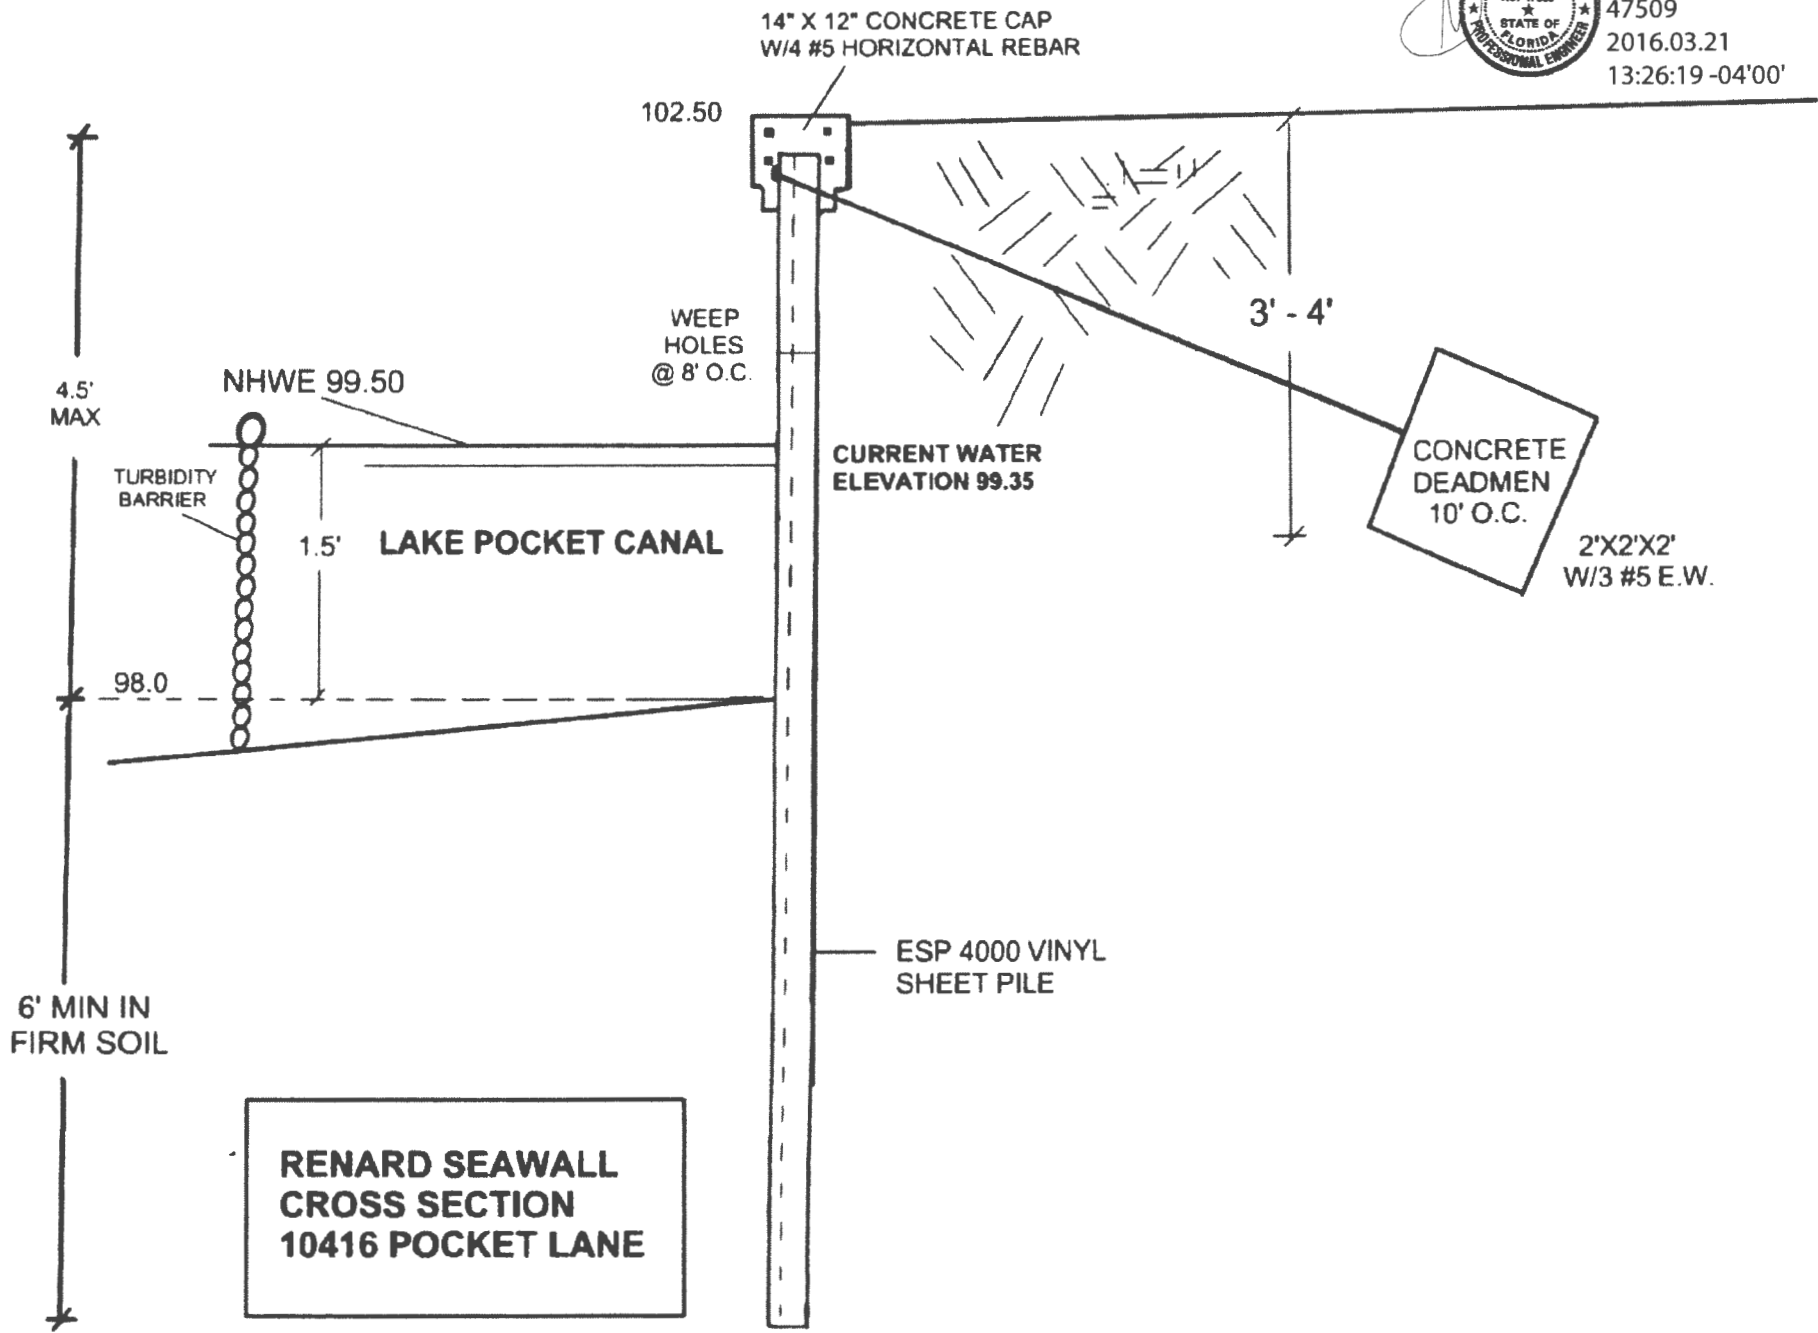 14" X 12" CONCRETE CAP
W/4 #5 HORIZONTAL REBAR
STATE OF
FLORIDA
PROFESSIONAL ENGINEER
47509
2016.03.21
13:26:19 -04'00'
102.50
WEEP
HOLES
@ 8' O.C.
3' - 4'
4.5'
MAX
NHWE 99.50
TURBIDITY
BARRIER
1.5'
LAKE POCKET CANAL
CURRENT WATER
ELEVATION 99.35
CONCRETE
DEADMEN
10' O.C.
2'X2'X2'
W/3 #5 E.W.
98.0
ESP 4000 VINYL
SHEET PILE
6' MIN IN
FIRM SOIL
RENARD SEAWALL
CROSS SECTION
10416 POCKET LANE